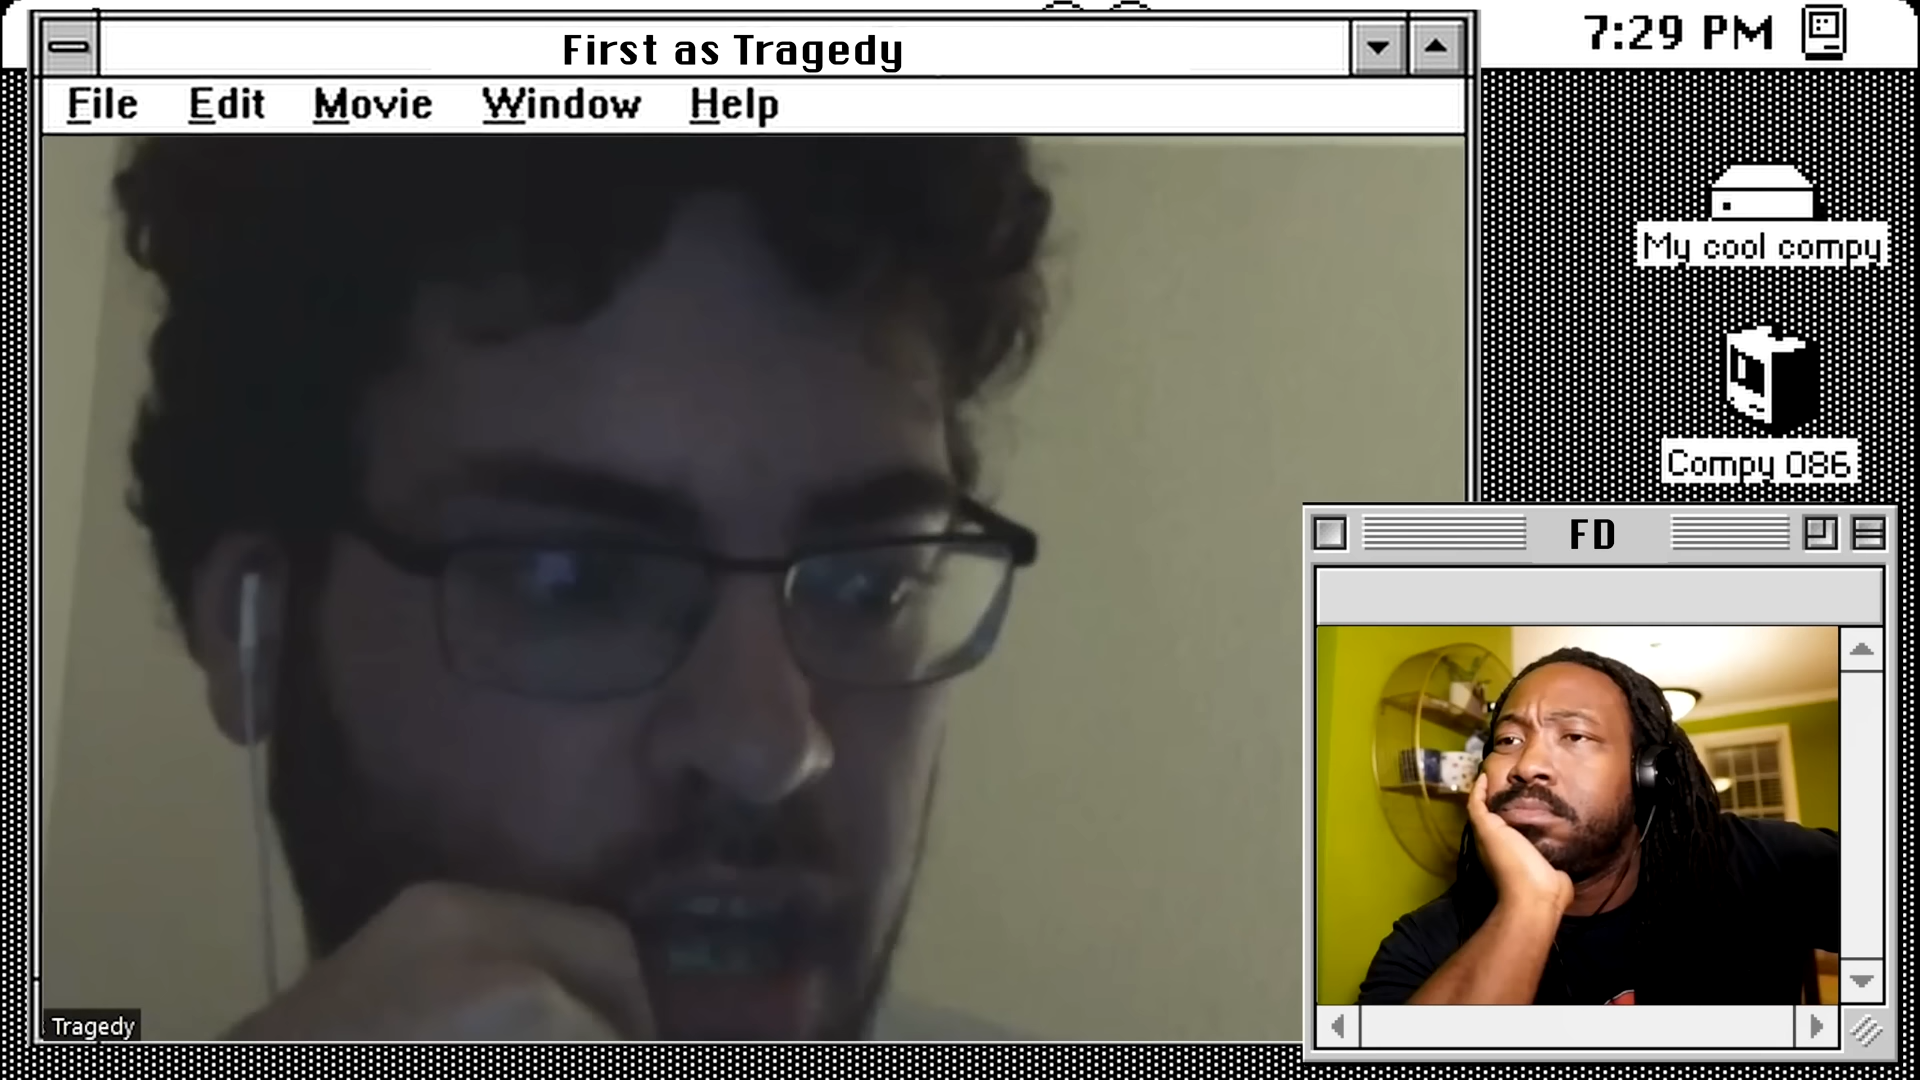 First as Tragedy
7:29 PM
File Edit Movie Window Help
My cool compy
Compy 086
FD
Tragedy